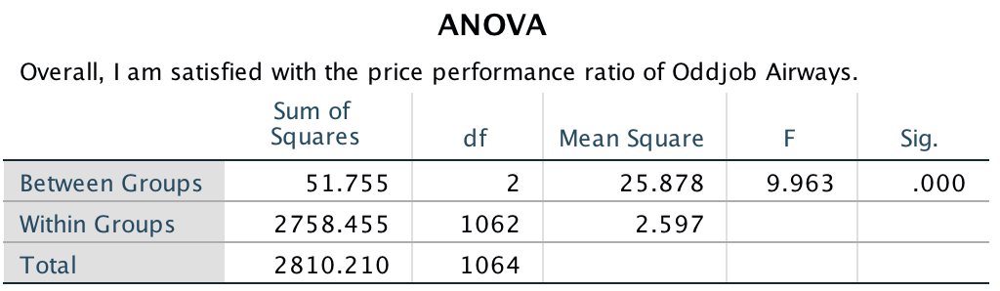 ANOVA
Overall, I am satisfied with the price performance ratio of Oddjob Airways.
Sum of Squares df Mean Square F Sig.
Between Groups 51.755 2 25.878 9.963 .000
Within Groups 2758.455 1062 2.597
Total 2810.210 1064